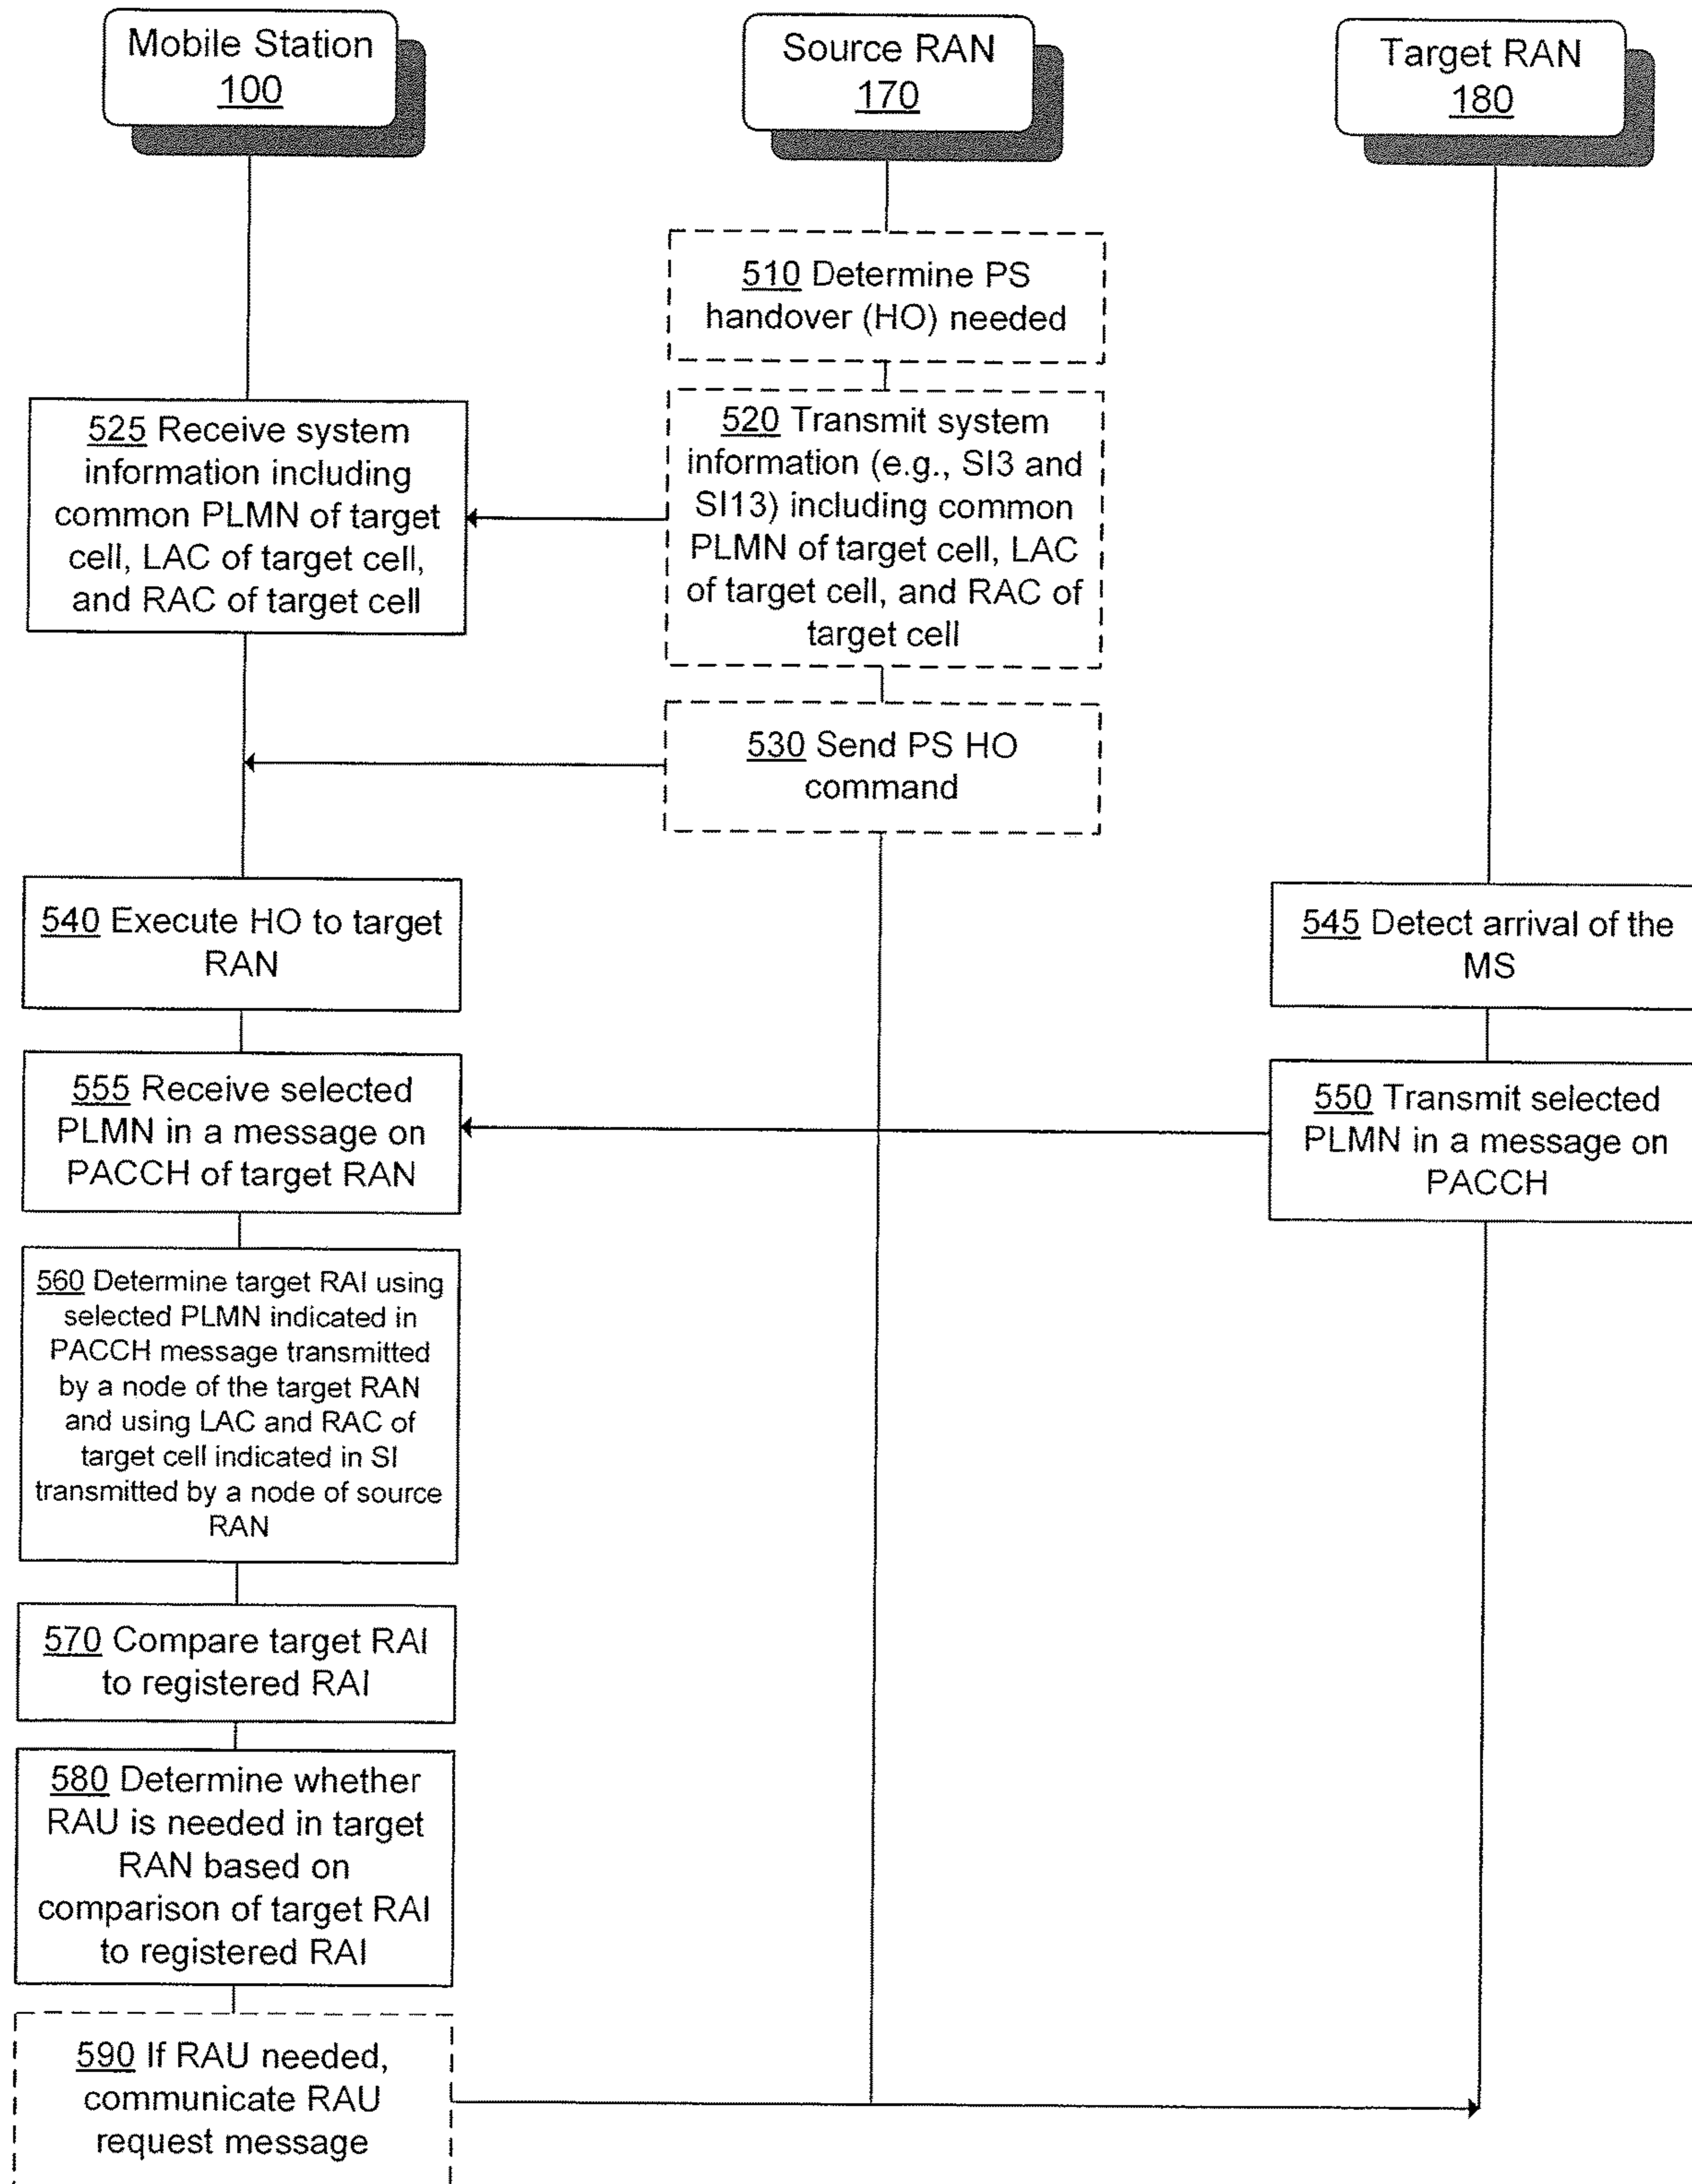 Mobile Station
100
Source RAN
170
Target RAN
180
510 Determine PS
handover (HO) needed
520 Transmit system
information (e.g., SI3 and
SI13) including common
PLMN of target cell, LAC
of target cell, and RAC of
target cell
525 Receive system
information including
common PLMN of target
cell, LAC of target cell,
and RAC of target cell
530 Send PS HO
command
540 Execute HO to target
RAN
545 Detect arrival of the
MS
550 Transmit selected
PLMN in a message on
PACCH
555 Receive selected
PLMN in a message on
PACCH of target RAN
560 Determine target RAI using
selected PLMN indicated in
PACCH message transmitted
by a node of the target RAN
and using LAC and RAC of
target cell indicated in SI
transmitted by a node of source
RAN
570 Compare target RAI
to registered RAI
580 Determine whether
RAU is needed in target
RAN based on
comparison of target RAI
to registered RAI
590 If RAU needed,
communicate RAU
request message